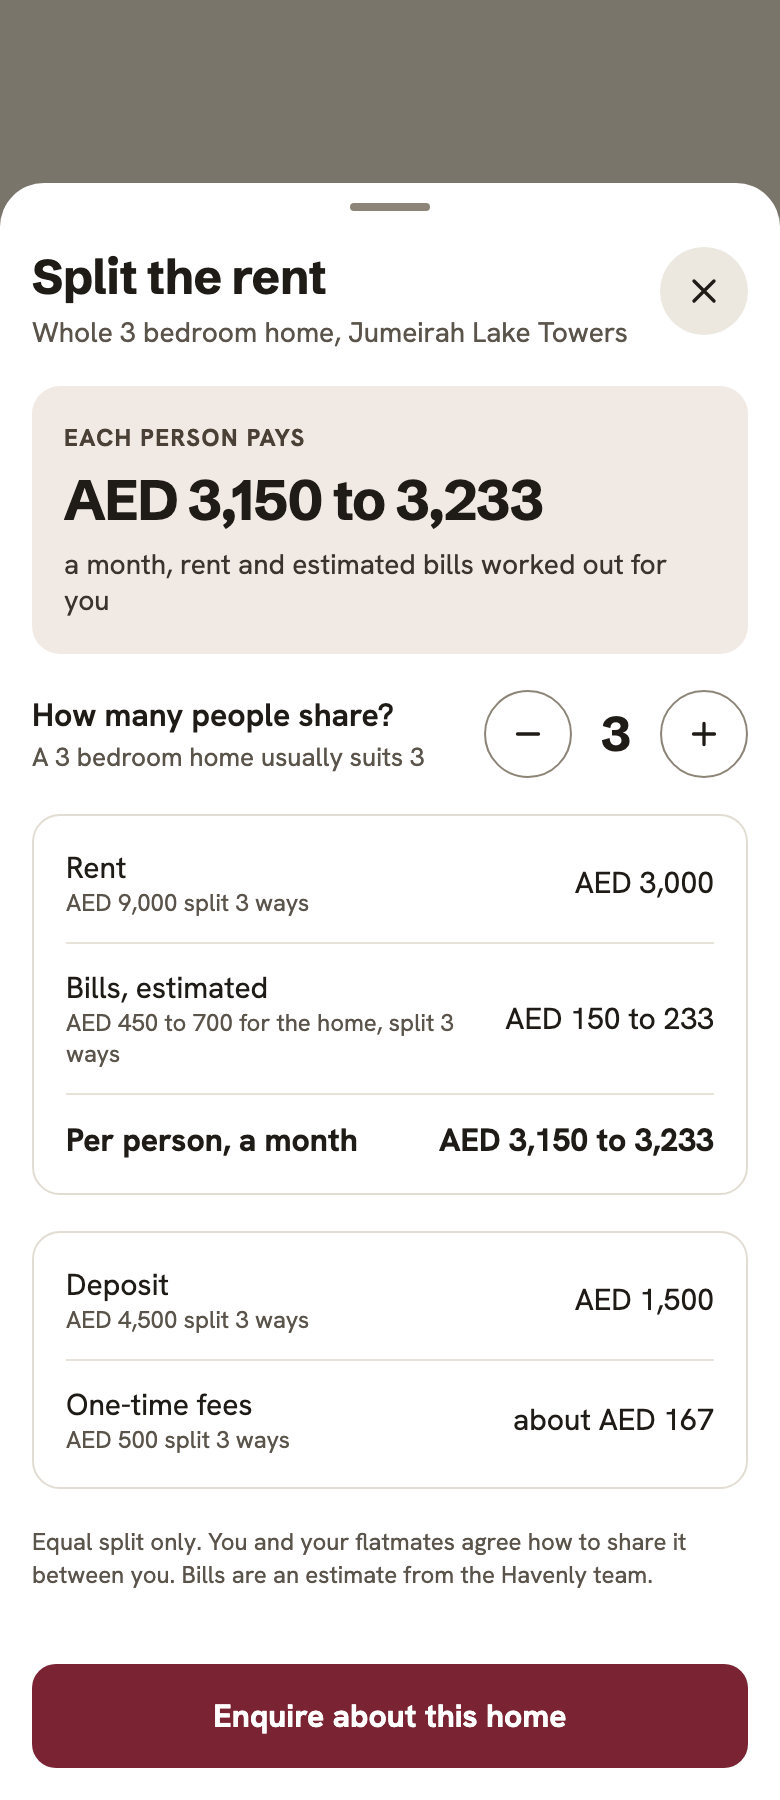 Split the rent
Whole 3 bedroom home, Jumeirah Lake Towers
EACH PERSON PAYS
AED 3,150 to 3,233
a month, rent and estimated bills worked out for
you
How many people share?
A 3 bedroom home usually suits 3
3
Rent
AED 9,000 split 3 ways
AED 3,000
Bills, estimated
AED 450 to 700 for the home, split 3
ways
AED 150 to 233
Per person, a month
AED 3,150 to 3,233
Deposit
AED 4,500 split 3 ways
AED 1,500
One-time fees
AED 500 split 3 ways
about AED 167
Equal split only. You and your flatmates agree how to share it
between you. Bills are an estimate from the Havenly team.
Enquire about this home